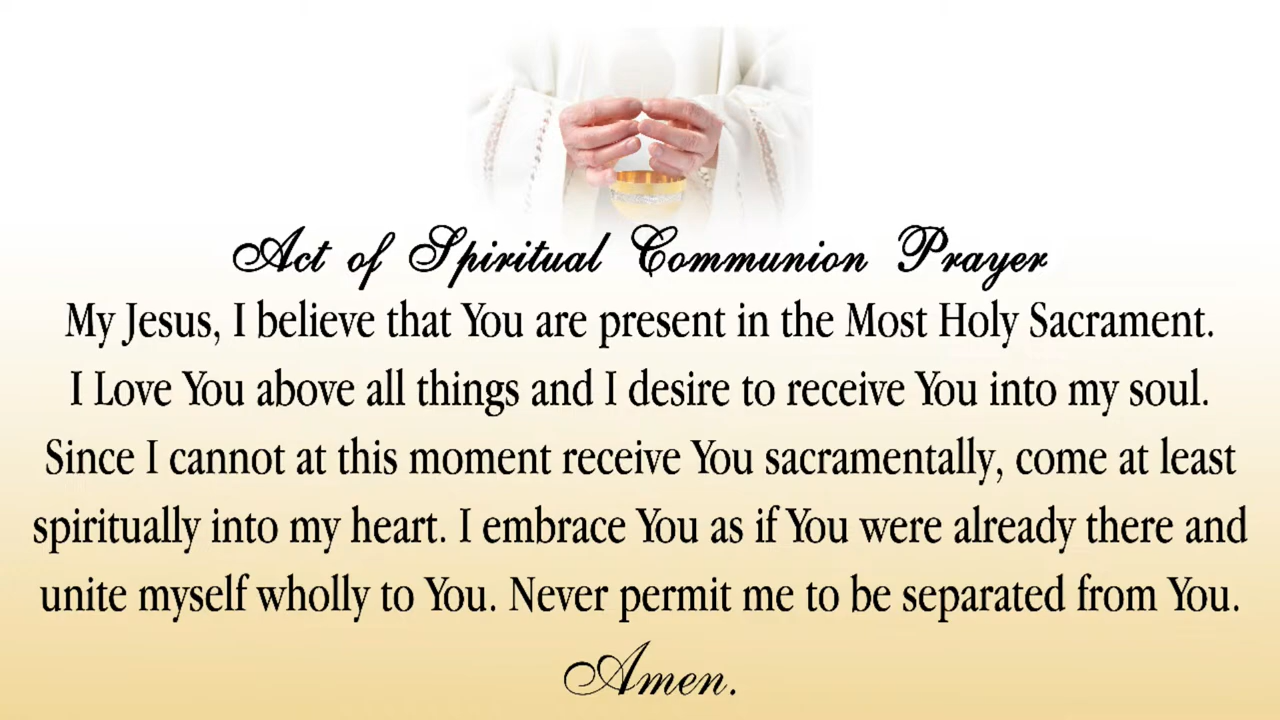 Act of Spiritual Communion Prayer
My Jesus, I believe that You are present in the Most Holy Sacrament.
I Love You above all things and I desire to receive You into my soul.
Since I cannot at this moment receive You sacramentally, come at least
spiritually into my heart. I embrace You as if You were already there and
unite myself wholly to You. Never permit me to be separated from You.
Amen.